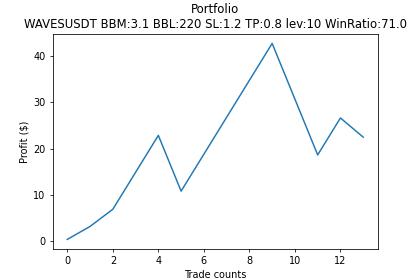 Portfolio
WAVESUSDT BBM:3.1 BBL:220 SL:1.2 TP:0.8 lev:10 WinRatio:71.0
Profit ($)
40
30
20
10
0
0 2 4 6 8 10 12
Trade counts